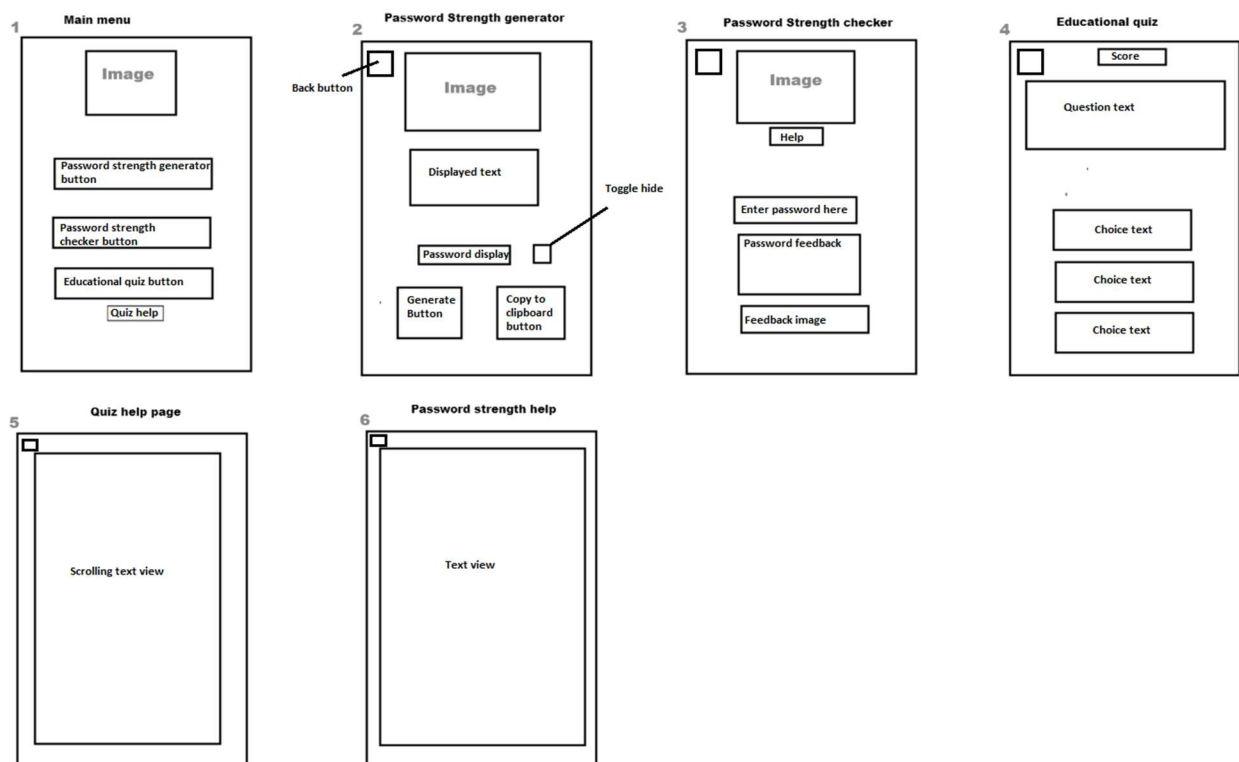 1
Main menu
Image
Password strength generator
button
Password strength
checker button
Educational quiz button
Quiz help
2
Password Strength generator
Back button
Image
Displayed text
Toggle hide
Password display
Generate
Button
Copy to
clipboard
button
3
Password Strength checker
Image
Help
Enter password here
Password feedback
Feedback image
4
Educational quiz
Score
Question text
Choice text
Choice text
Choice text
5
Quiz help page
Scrolling text view
6
Password strength help
Text view